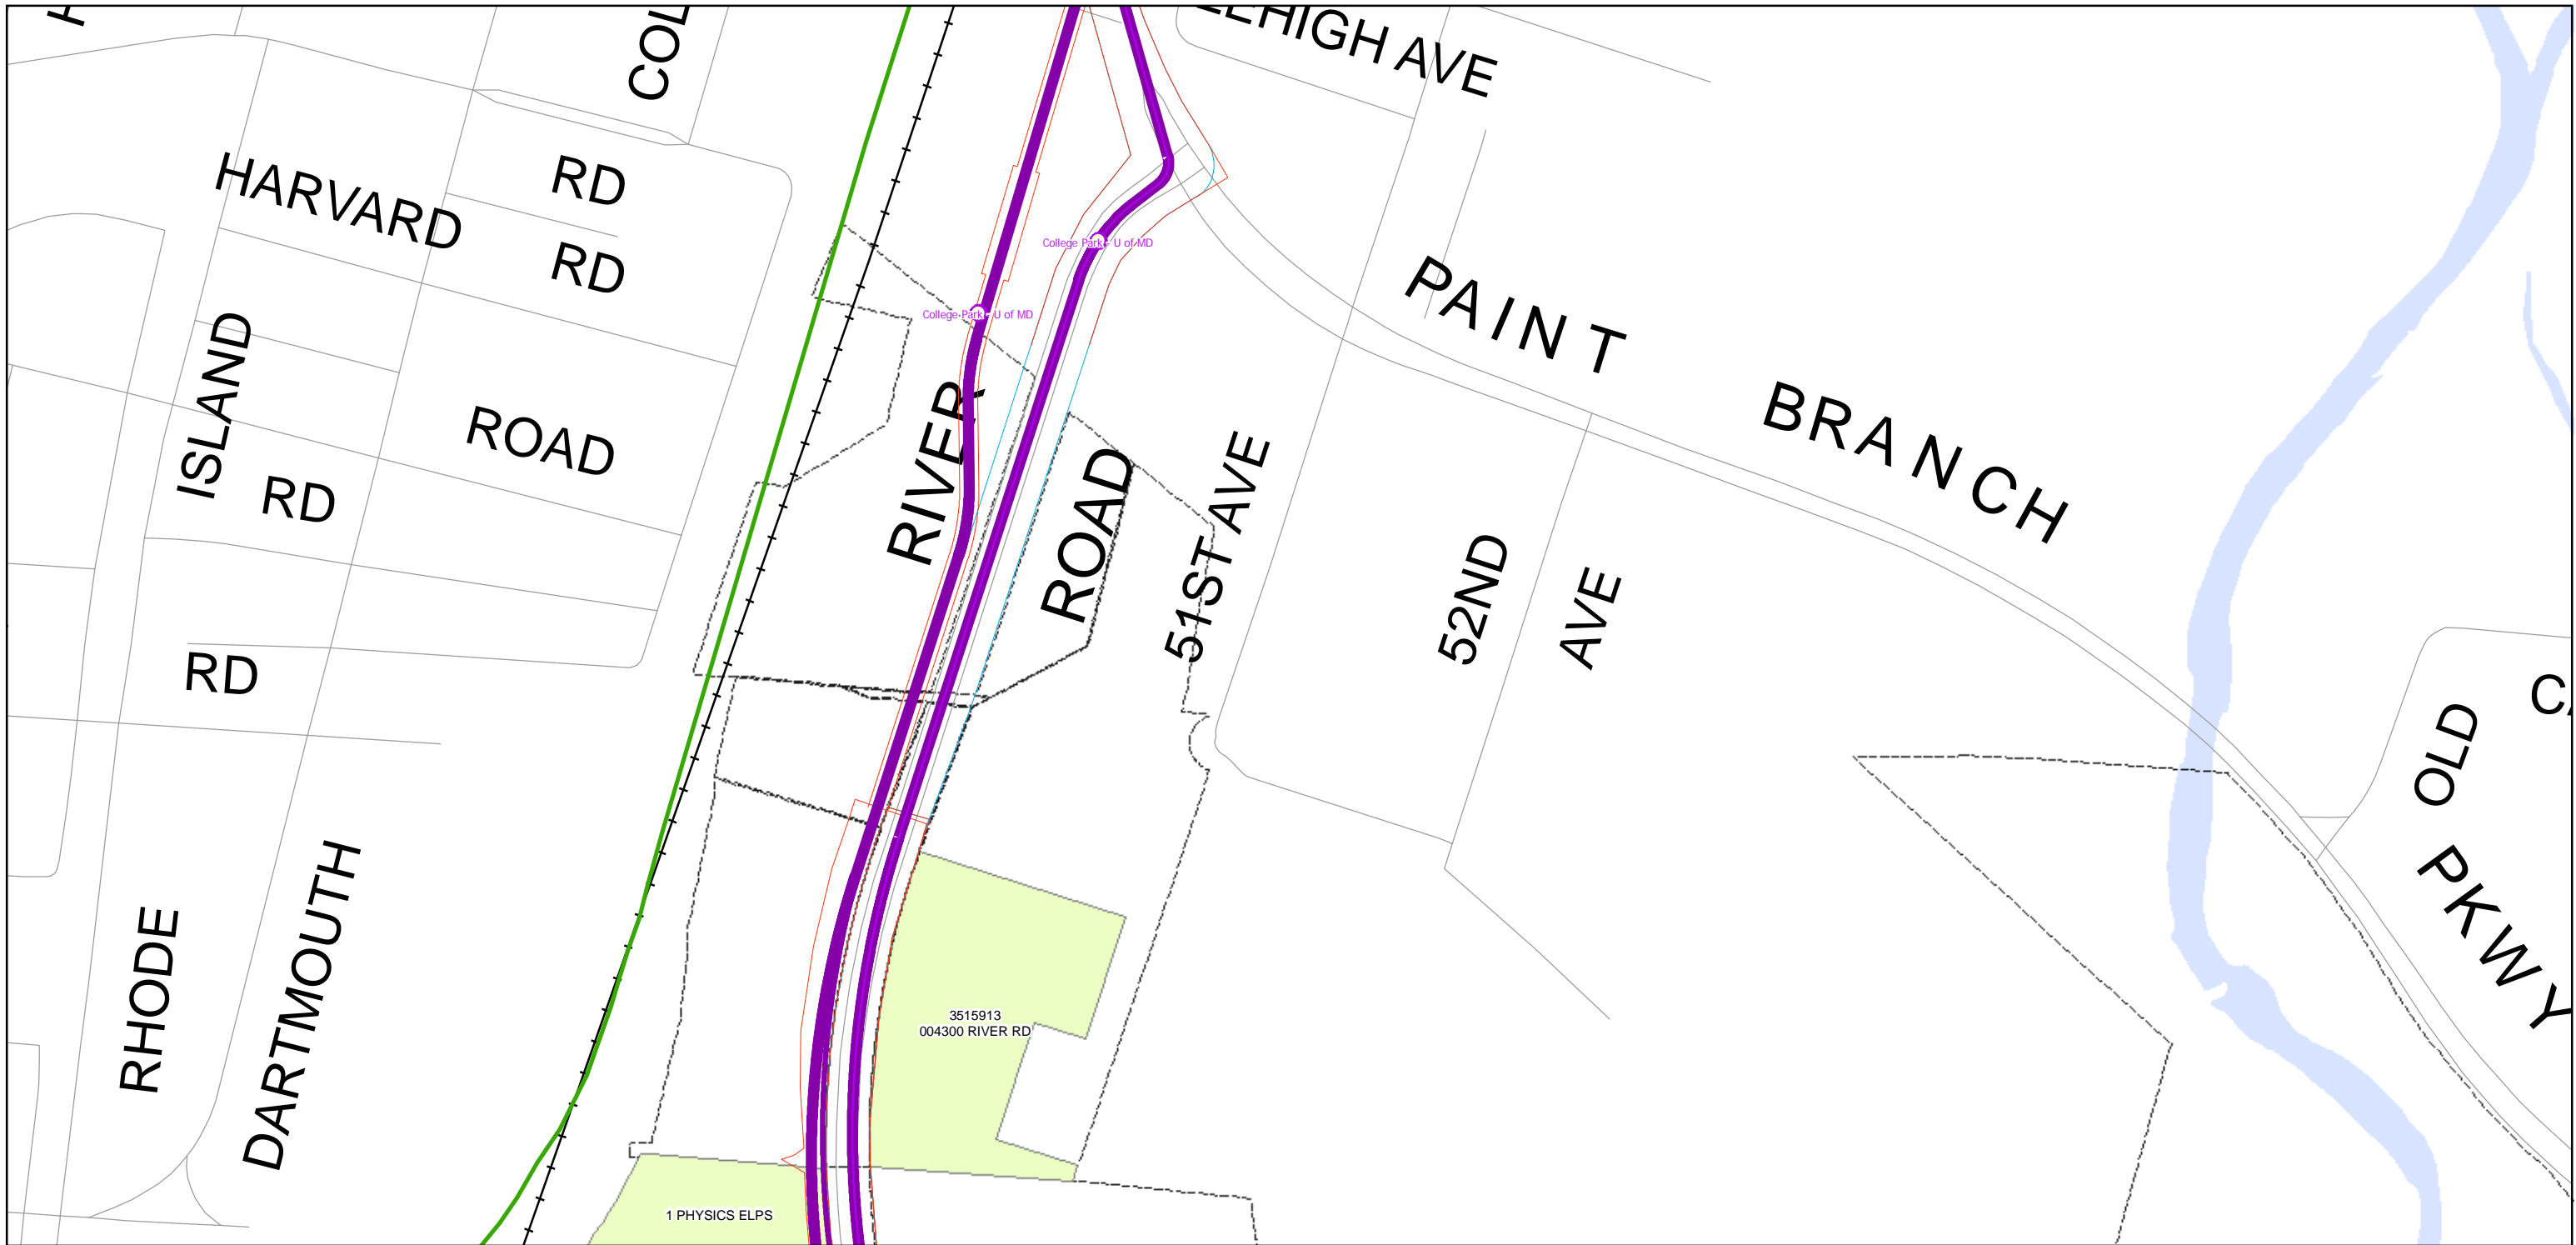 COL
LEHIGH AVE
HARVARD
RD
RD
College Park - U of MD
College Park - U of MD
PAINT
BRANCH
ISLAND
ROAD
RD
RIVER
ROAD
51ST AVE
52ND
AVE
RD
OLD
PKWY
RHODE
DARTMOUTH
3515913
004300 RIVER RD
1 PHYSICS ELPS